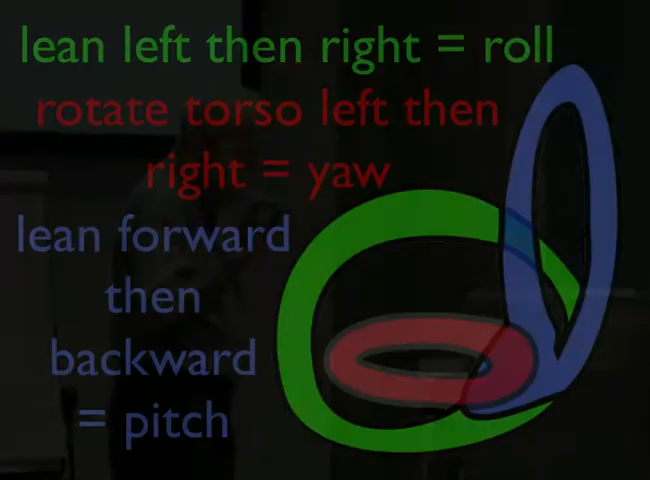 lean left then right = roll
rotate torso left then
right = yaw
lean forward
then
backward
= pitch